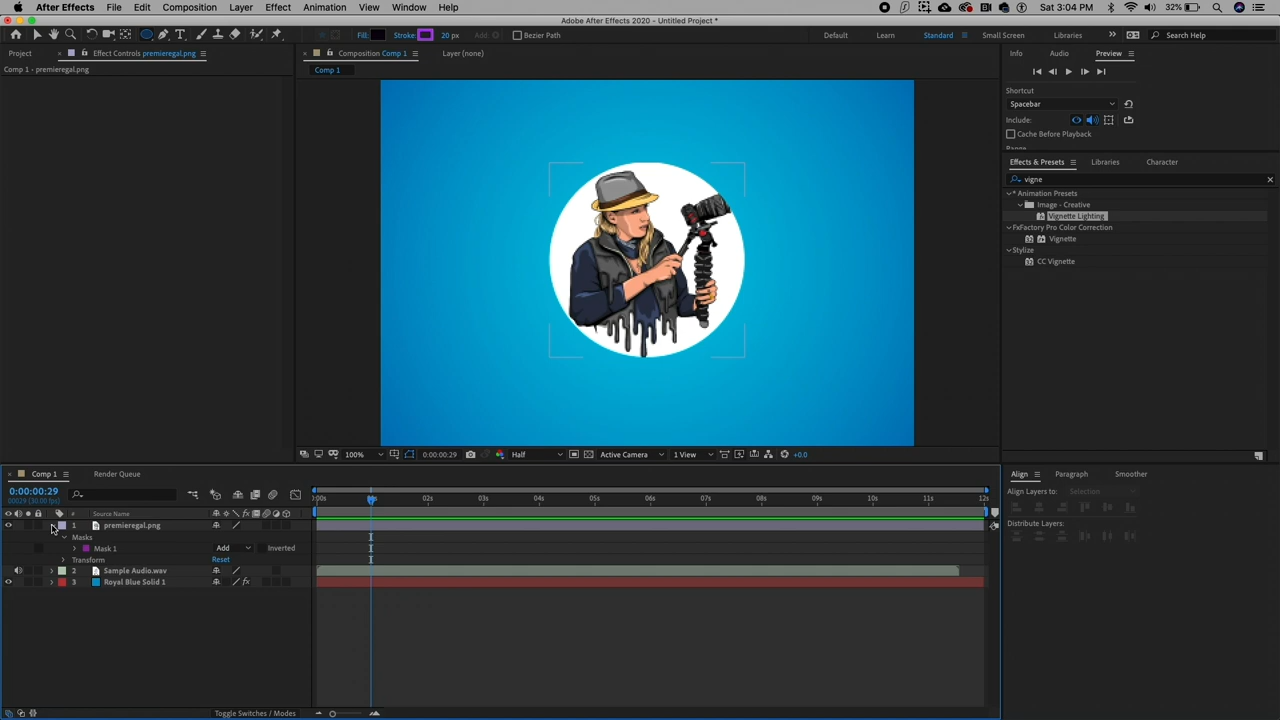 After Effects File Edit Composition Layer Effect Animation View Window Help 32% Sat 3:04 PM
Adobe After Effects 2020 - Untitled Project *
Fill: Stroke: 20 px Add: Bezier Path Default Learn Standard Small Screen Libraries Search Help
Project Effect Controls premieregal.png Composition Comp 1 Layer (none) Info Audio Preview
Comp 1 • premieregal.png Comp 1
Shortcut
Spacebar
Include:
Cache Before Playback
Range
Effects & Presets Libraries Character
vigne
* Animation Presets
Image - Creative
Vignette Lighting
FxFactory Pro Color Correction
Vignette
Stylize
CC Vignette
100% 0:00:00:29 Half Active Camera 1 View +0.0
Comp 1 Render Queue Align Paragraph Smoother
0:00:00:29
00029 (30.00 fps)
:00s 02s 03s 04s 05s 06s 07s 08s 09s 10s 11s 12s
Align Layers to: Selection
# Source Name
1 premieregal.png
Masks
Mask 1 Add Inverted
Transform Reset
2 Sample Audio.wav
3 Royal Blue Solid 1
Distribute Layers:
Toggle Switches / Modes